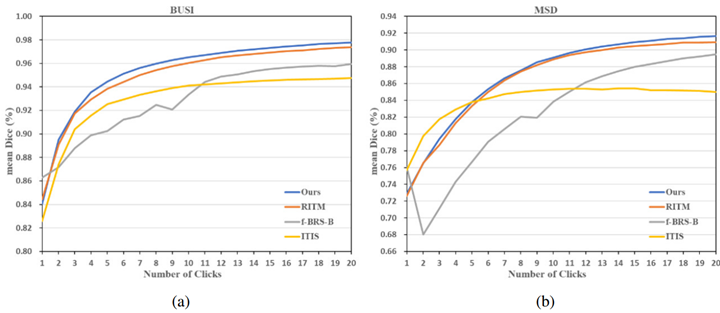 BUSI
mean Dice (%)
1.00
0.98
0.96
0.94
0.92
0.90
0.88
0.86
0.84
0.82
0.80
Ours
RITM
f-BRS-B
ITIS
1 2 3 4 5 6 7 8 9 10 11 12 13 14 15 16 17 18 19 20
Number of Clicks
(a)
MSD
mean Dice (%)
0.94
0.92
0.90
0.88
0.86
0.84
0.82
0.80
0.78
0.76
0.74
0.72
0.70
0.68
0.66
Ours
RITM
f-BRS-B
ITIS
1 2 3 4 5 6 7 8 9 10 11 12 13 14 15 16 17 18 19 20
Number of Clicks
(b)